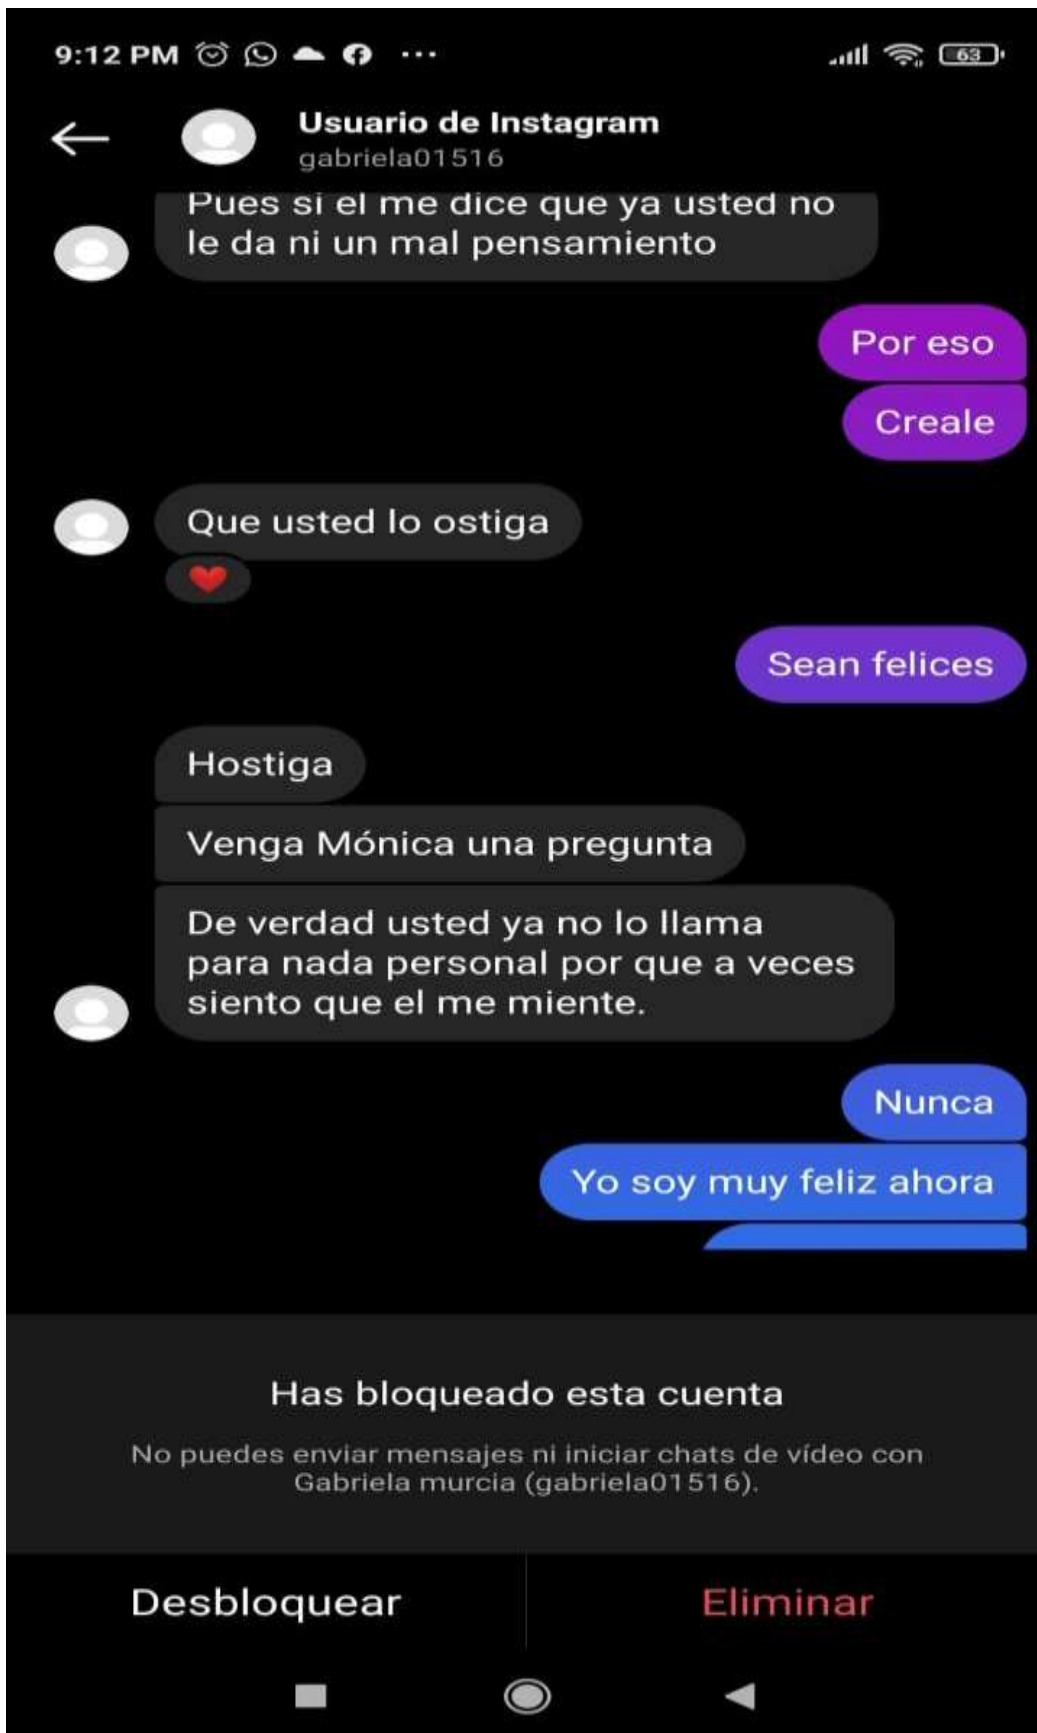 9:12 PM
63
Usuario de Instagram
gabriela01516
Pues si el me dice que ya usted no
le da ni un mal pensamiento
Por eso
Creale
Que usted lo ostiga
Sean felices
Hostiga
Venga Mónica una pregunta
De verdad usted ya no lo llama
para nada personal por que a veces
siento que el me miente.
Nunca
Yo soy muy feliz ahora
Has bloqueado esta cuenta
No puedes enviar mensajes ni iniciar chats de vídeo con
Gabriela murcia (gabriela01516).
Desbloquear
Eliminar